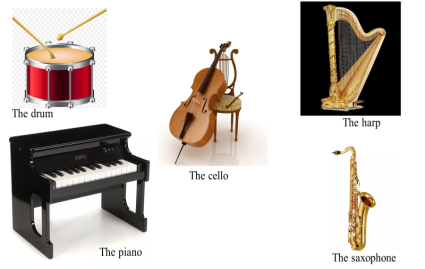 The drum
The harp
The cello
The piano
The saxophone